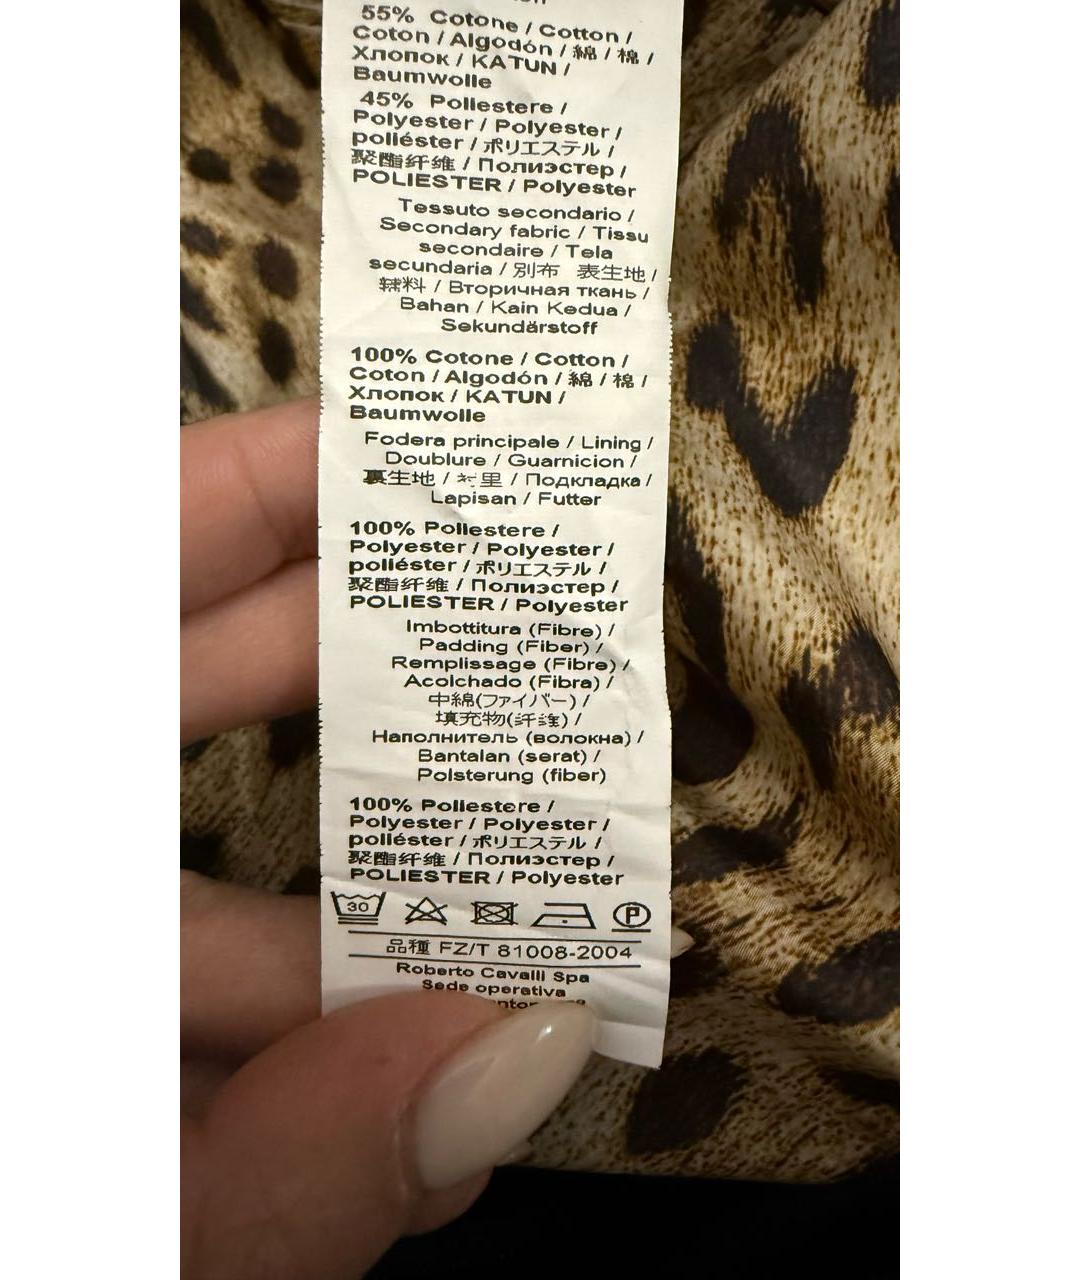 55% Cotone / Cotton /
Coton / Algodón / 綿 / 棉 /
Хлопок / KATUN /
Baumwolle
45% Poliestere /
Polyester / Polyester /
poliéster / ポリエステル /
聚酯纤维 / Полиэстер /
POLIESTER / Polyester
Tessuto secondario /
Secondary fabric / Tissu
secondaire / Tela
secundaria / 別布 表生地 /
辅料 / Вторичная ткань /
Bahan / Kain Kedua /
Sekundärstoff
100% Cotone / Cotton /
Coton / Algodón / 綿 / 棉 /
Хлопок / KATUN /
Baumwolle
Fodera principale / Lining /
Doublure / Guarnicion /
裏生地 / 衬里 / Подкладка /
Lapisan / Futter
100% Poliestere /
Polyester / Polyester /
poliéster / ポリエステル /
聚酯纤维 / Полиэстер /
POLIESTER / Polyester
Imbottitura (Fibre) /
Padding (Fiber) /
Remplissage (Fibre) /
Acolchado (Fibra) /
中綿(ファイバー) /
填充物(纤维) /
Наполнитель (волокна) /
Bantalan (serat) /
Polsterung (fiber)
100% Poliestere /
Polyester / Polyester /
poliéster / ポリエステル /
聚酯纤维 / Полиэстер /
POLIESTER / Polyester
30 P
品種 FZ/T 81008-2004
Roberto Cavalli Spa
Sede operativa